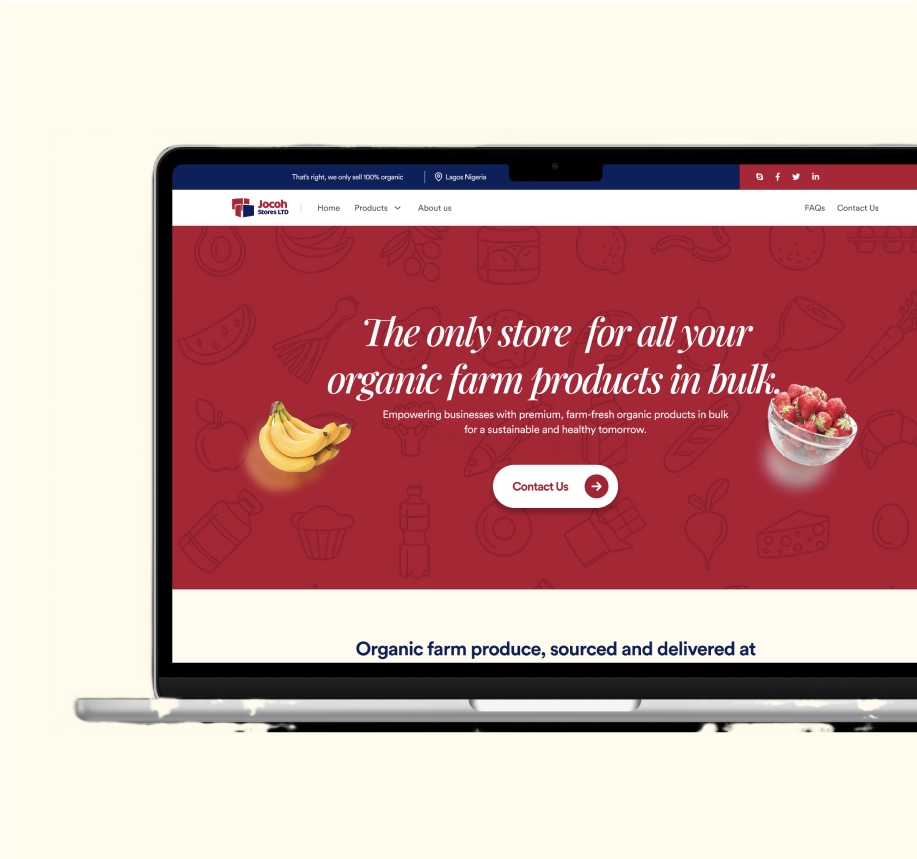 That's right, we only sell 100% organic
Lagos Nigeria
Jocoh
Stores LTD
Home
Products
About us
FAQs
Contact Us
The only store for all your
organic farm products in bulk.
Empowering businesses with premium, farm-fresh organic products in bulk
for a sustainable and healthy tomorrow.
Contact Us
Organic farm produce, sourced and delivered at